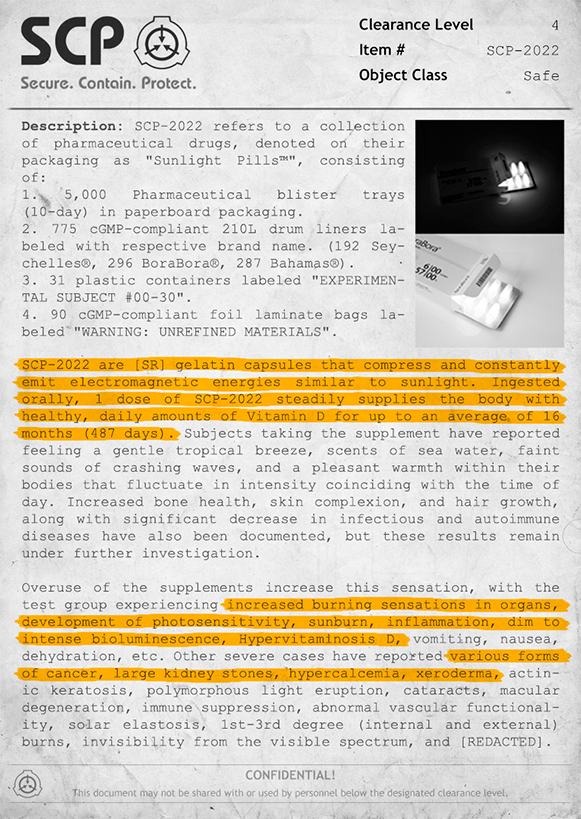 SCP
Secure. Contain. Protect.
Clearance Level 4
Item # SCP-2022
Object Class Safe
Description: SCP-2022 refers to a collection
of pharmaceutical drugs, denoted on their
packaging as "Sunlight Pills™", consisting
of:
1. 5,000 Pharmaceutical blister trays
(10-day) in paperboard packaging.
2. 775 cGMP-compliant 210L drum liners la-
beled with respective brand name. (192 Sey-
chelles®, 296 BoraBora®, 287 Bahamas®).
3. 31 plastic containers labeled "EXPERIMEN-
TAL SUBJECT #00-30".
4. 90 cGMP-compliant foil laminate bags la-
beled "WARNING: UNREFINED MATERIALS".
SCP-2022 are [SR] gelatin capsules that compress and constantly
emit electromagnetic energies similar to sunlight. Ingested
orally, 1 dose of SCP-2022 steadily supplies the body with
healthy, daily amounts of Vitamin D for up to an average of 16
months (487 days). Subjects taking the supplement have reported
feeling a gentle tropical breeze, scents of sea water, faint
sounds of crashing waves, and a pleasant warmth within their
bodies that fluctuate in intensity coinciding with the time of
day. Increased bone health, skin complexion, and hair growth,
along with significant decrease in infectious and autoimmune
diseases have also been documented, but these results remain
under further investigation.
Overuse of the supplements increase this sensation, with the
test group experiencing increased burning sensations in organs,
development of photosensitivity, sunburn, inflammation, dim to
intense bioluminescence, Hypervitaminosis D, vomiting, nausea,
dehydration, etc. Other severe cases have reported various forms
of cancer, large kidney stones, hypercalcemia, xeroderma, actin-
ic keratosis, polymorphous light eruption, cataracts, macular
degeneration, immune suppression, abnormal vascular functional-
ity, solar elastosis, 1st-3rd degree (internal and external)
burns, invisibility from the visible spectrum, and [REDACTED].
CONFIDENTIAL!
This document may not be shared with or used by personnel below the designated clearance level.